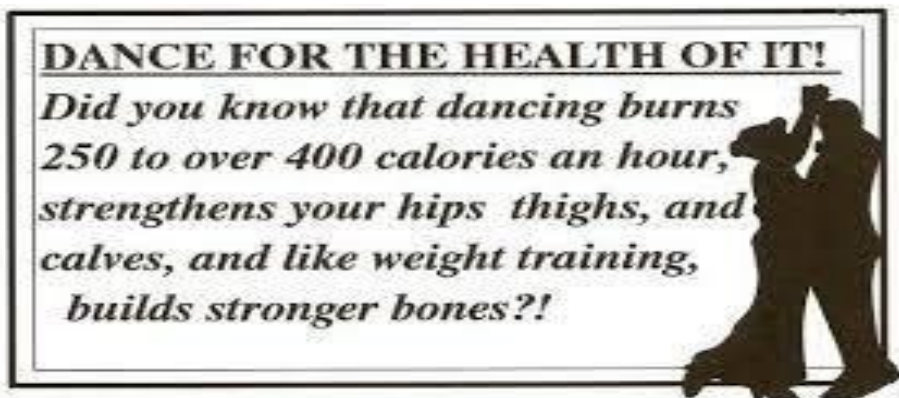 DANCE FOR THE HEALTH OF IT!
Did you know that dancing burns
250 to over 400 calories an hour,
strengthens your hips  thighs, and
calves, and like weight training,
builds stronger bones?!